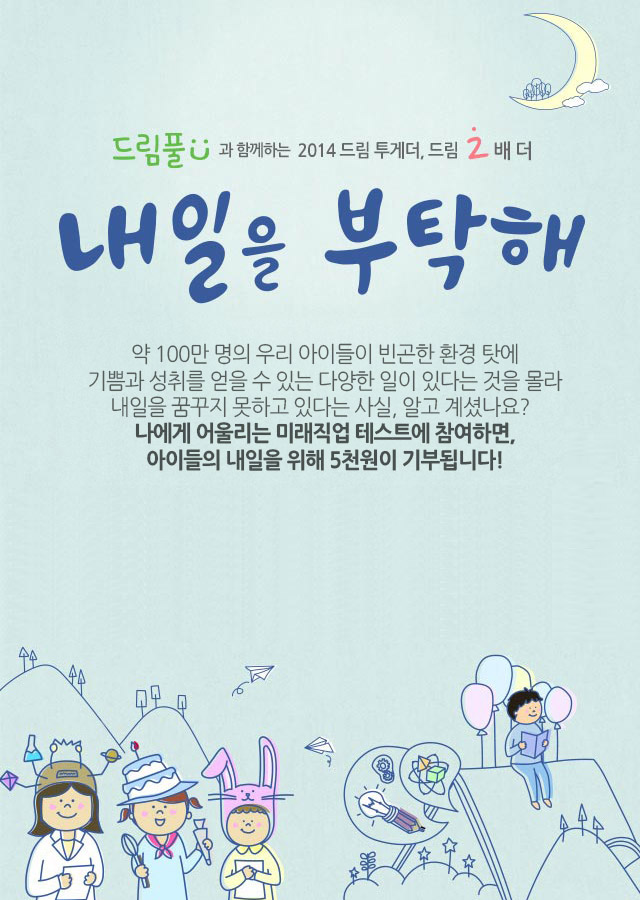 드림풀 과 함께하는 2014 드림 투게더, 드림 2 배 더
내일을 부탁해
약 100만 명의 우리 아이들이 빈곤한 환경 탓에
기쁨과 성취를 얻을 수 있는 다양한 일이 있다는 것을 몰라
내일을 꿈꾸지 못하고 있다는 사실, 알고 계셨나요?
나에게 어울리는 미래직업 테스트에 참여하면,
아이들의 내일을 위해 5천원이 기부됩니다!